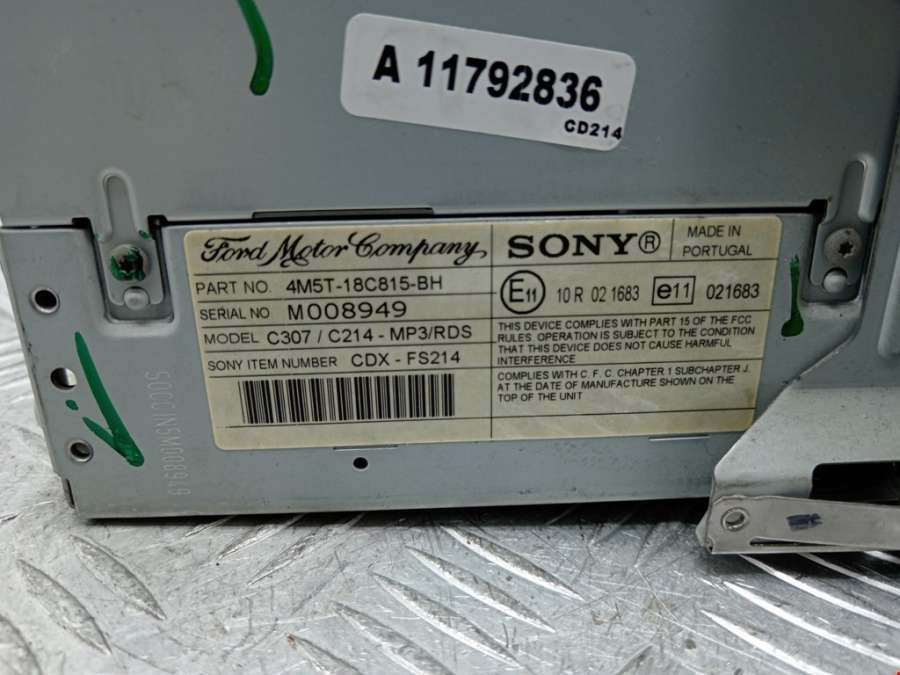 A 11792836
CD214
Ford Motor Company
SONY®
MADE IN
PORTUGAL
PART NO. 4M5T-18C815-BH
SERIAL NO M008949
MODEL C307 / C214 - MP3/RDS
SONY ITEM NUMBER CDX - FS214
E11 10 R 02 1683 e11 021683
THIS DEVICE COMPLIES WITH PART 15 OF THE FCC
RULES OPERATION IS SUBJECT TO THE CONDITION
THAT THIS DEVICE DOES NOT CAUSE HARMFUL
INTERFERENCE
COMPLIES WITH C, F, C, CHAPTER 1 SUBCHAPTER J,
AT THE DATE OF MANUFACTURE SHOWN ON THE
TOP OF THE UNIT